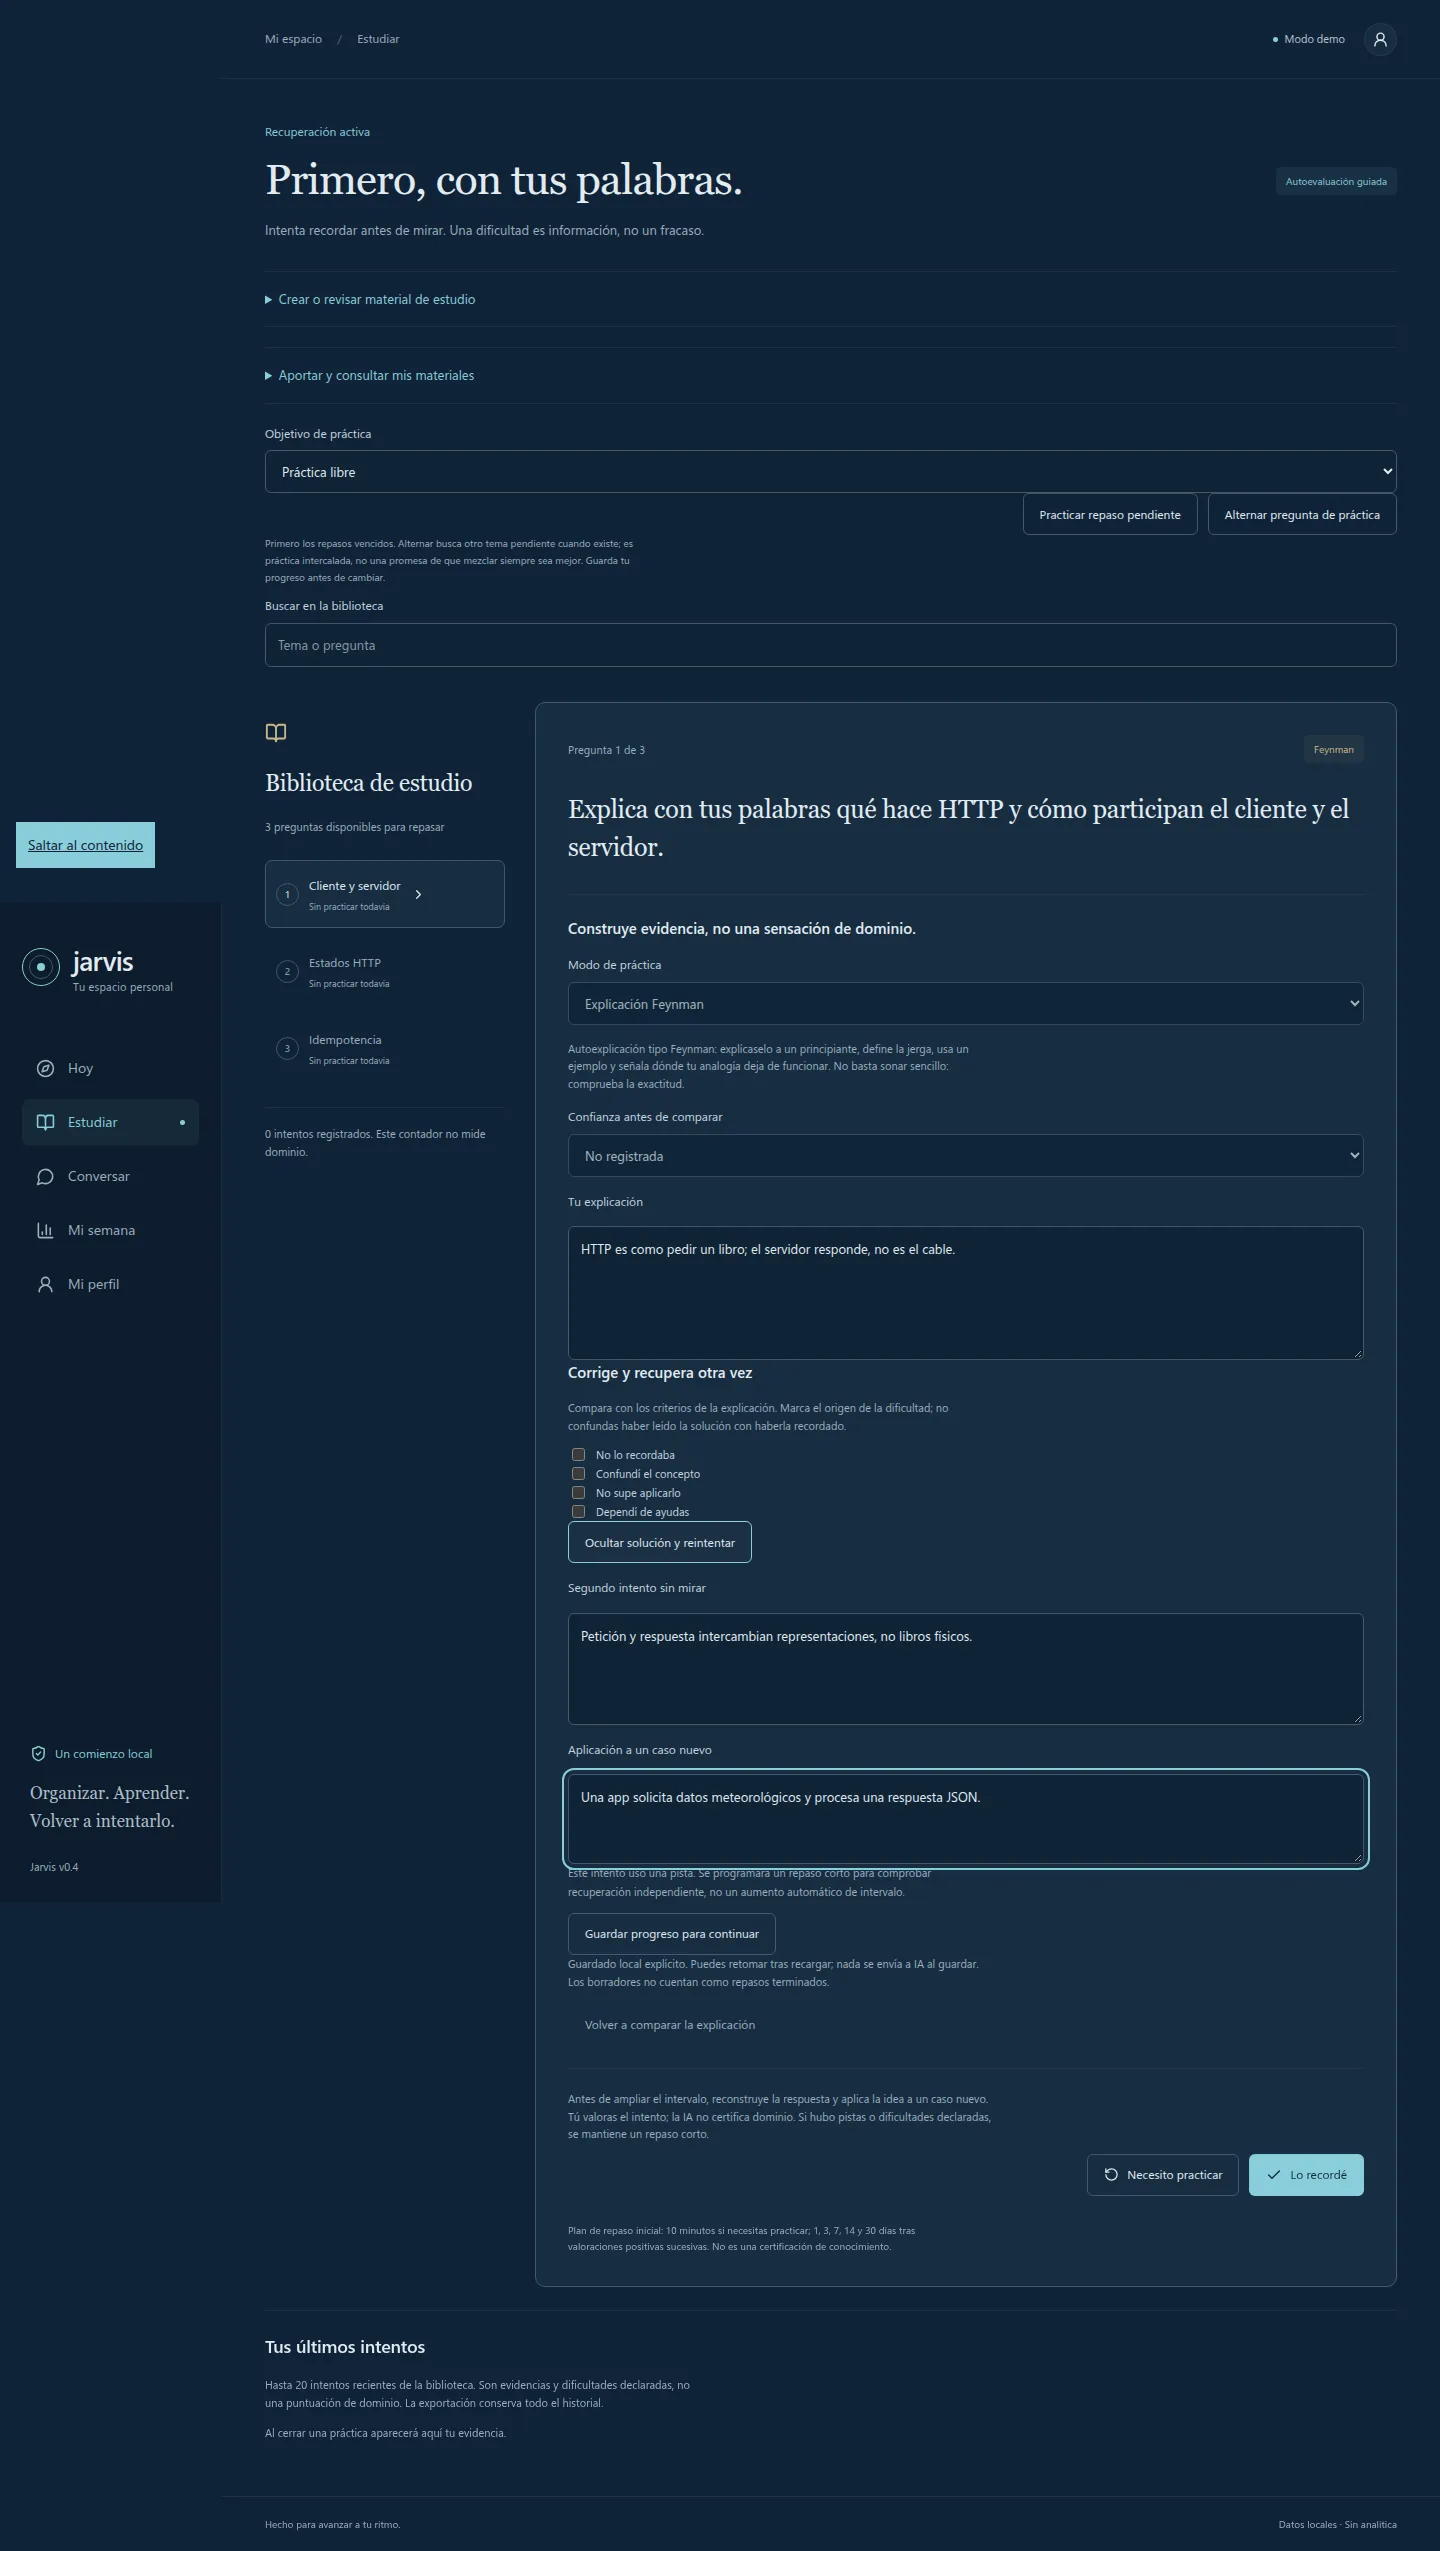 Mi espacio / Estudiar
Modo demo
Recuperación activa
Primero, con tus palabras.
Autoevaluación guiada
Intenta recordar antes de mirar. Una dificultad es información, no un fracaso.
Crear o revisar material de estudio
Aportar y consultar mis materiales
Objetivo de práctica
Práctica libre
Practicar repaso pendiente
Alternar pregunta de práctica
Primero los repasos vencidos. Alternar busca otro tema pendiente cuando existe; es
práctica intercalada, no una promesa de que mezclar siempre sea mejor. Guarda tu
progreso antes de cambiar.
Buscar en la biblioteca
Tema o pregunta
Biblioteca de estudio
3 preguntas disponibles para repasar
1
Cliente y servidor
Sin practicar todavía
2
Estados HTTP
Sin practicar todavía
3
Idempotencia
Sin practicar todavía
0 intentos registrados. Este contador no mide
dominio.
Pregunta 1 de 3
Feynman
Explica con tus palabras qué hace HTTP y cómo participan el cliente y el
servidor.
Construye evidencia, no una sensación de dominio.
Modo de práctica
Explicación Feynman
Autoexplicación tipo Feynman: explícaselo a un principiante, define la jerga, usa un
ejemplo y señala dónde tu analogía deja de funcionar. No basta sonar sencillo:
comprueba la exactitud.
Confianza antes de comparar
No registrada
Tu explicación
HTTP es como pedir un libro; el servidor responde, no es el cable.
Corrige y recupera otra vez
Compara con los criterios de la explicación. Marca el origen de la dificultad; no
confundas haber leído la solución con haberla recordado.
No lo recordaba
Confundí el concepto
No supe aplicarlo
Dependí de ayudas
Ocultar solución y reintentar
Segundo intento sin mirar
Petición y respuesta intercambian representaciones, no libros físicos.
Aplicación a un caso nuevo
Una app solicita datos meteorológicos y procesa una respuesta JSON.
Este intento usó una pista. Se programará un repaso corto para comprobar
recuperación independiente, no un aumento automático de intervalo.
Guardar progreso para continuar
Guardado local explícito. Puedes retomar tras recargar; nada se envía a IA al guardar.
Los borradores no cuentan como repasos terminados.
Volver a comparar la explicación
Antes de ampliar el intervalo, reconstruye la respuesta y aplica la idea a un caso nuevo.
Tú valoras el intento; la IA no certifica dominio. Si hubo pistas o dificultades declaradas,
se mantiene un repaso corto.
Necesito practicar
Lo recordé
Plan de repaso inicial: 10 minutos si necesitas practicar; 1, 3, 7, 14 y 30 días tras
valoraciones positivas sucesivas. No es una certificación de conocimiento.
Tus últimos intentos
Hasta 20 intentos recientes de la biblioteca. Son evidencias y dificultades declaradas, no
una puntuación de dominio. La exportación conserva todo el historial.
Al cerrar una práctica aparecerá aquí tu evidencia.
Saltar al contenido
jarvis
Tu espacio personal
Hoy
Estudiar
Conversar
Mi semana
Mi perfil
Un comienzo local
Organizar. Aprender.
Volver a intentarlo.
Jarvis v0.4
Hecho para avanzar a tu ritmo.
Datos locales · Sin analítica